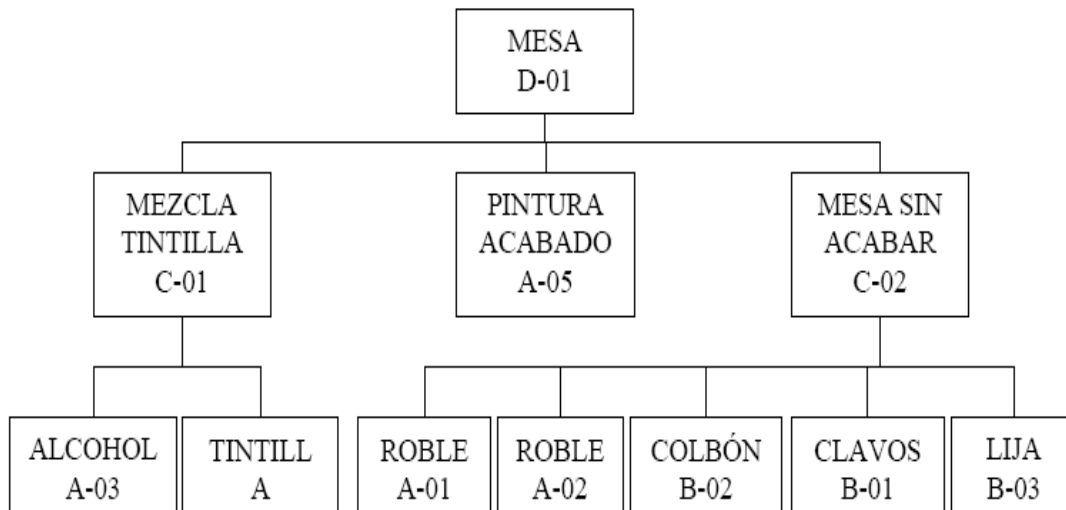 MESA
D-01
MEZCLA
TINTILLA
C-01
PINTURA
ACABADO
A-05
MESA SIN
ACABAR
C-02
ALCOHOL
A-03
TINTILL
A
ROBLE
A-01
ROBLE
A-02
COLBÓN
B-02
CLAVOS
B-01
LIJA
B-03